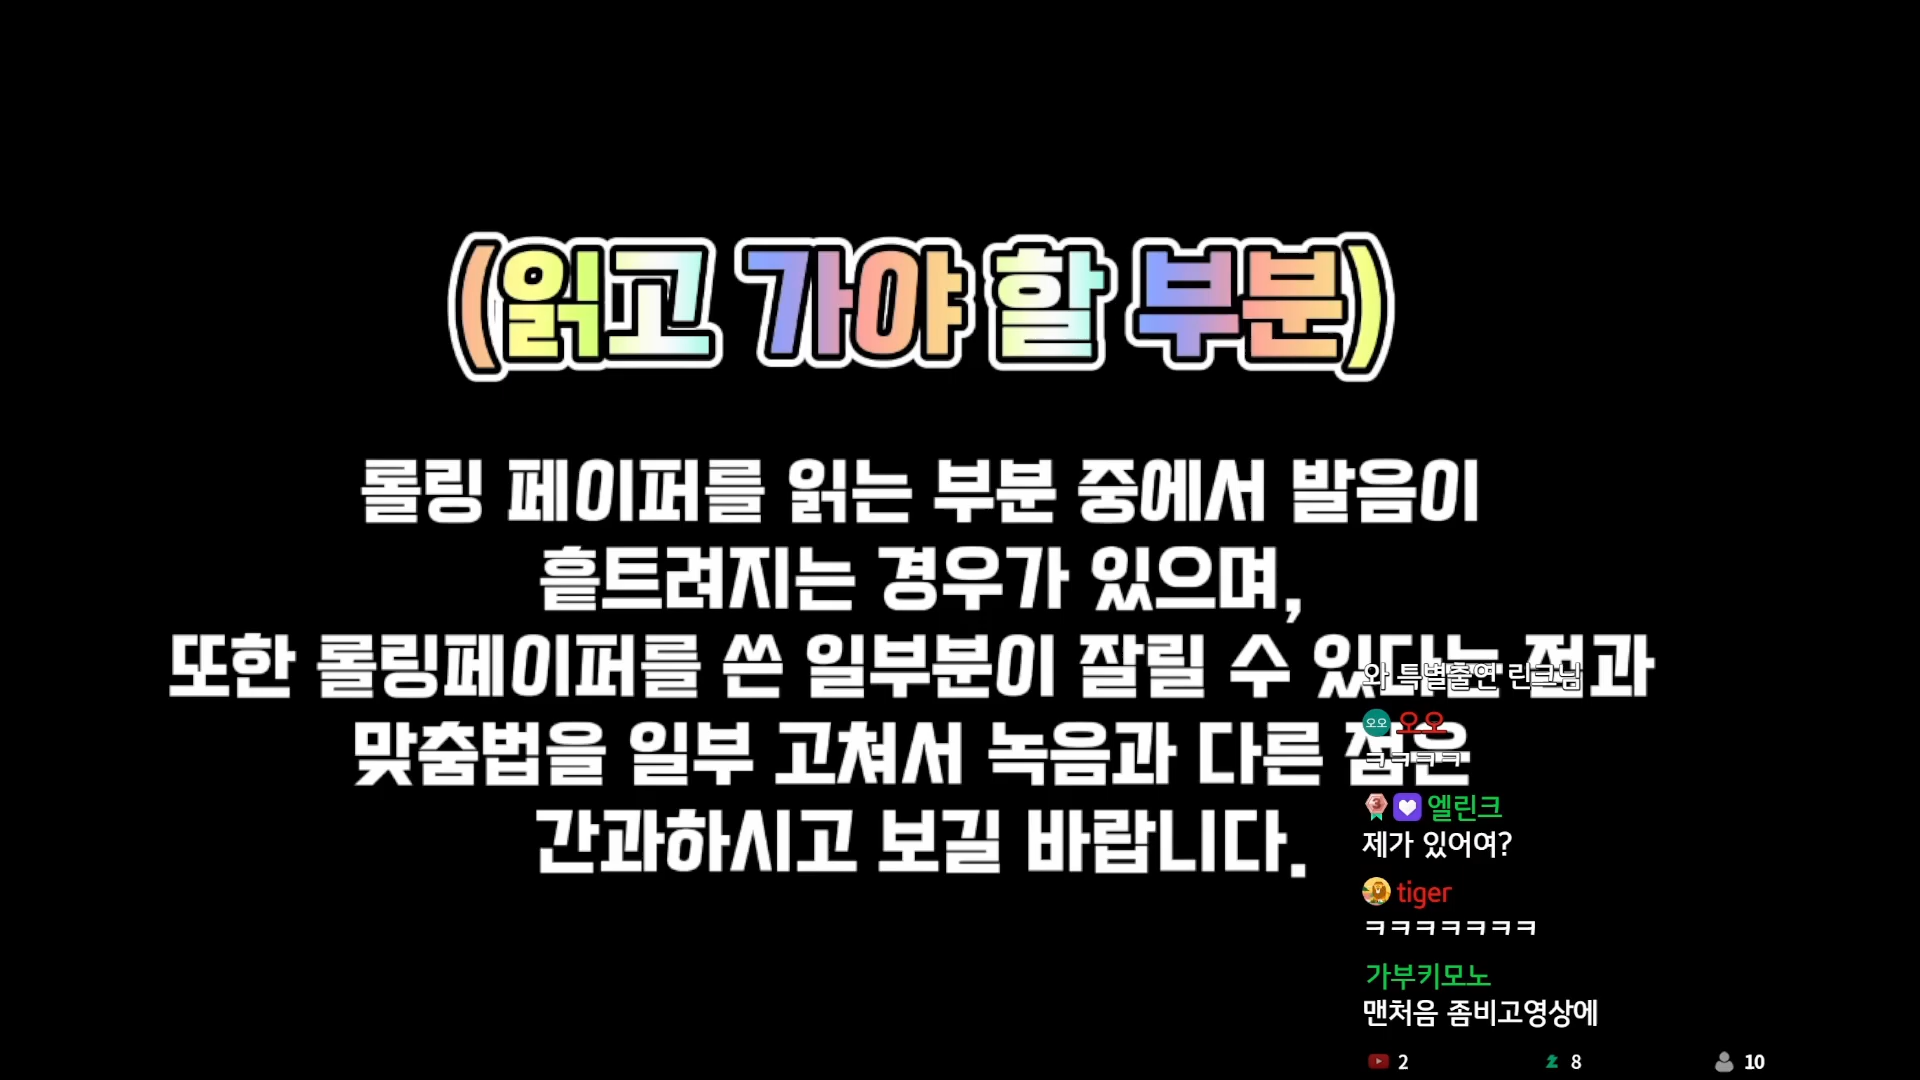 (읽고 가야 할 부분)
롤링 페이퍼를 읽는 부분 중에서 발음이
흩트려지는 경우가 있으며,
또한 롤링페이퍼를 쓴 일부분이 잘릴 수 있다는 점과
맞춤법을 일부 고쳐서 녹음과 다른 점은
간과하시고 보길 바랍니다.
와 특별출연 린크님
오오 오오
ㅋㅋㅋㅋ
3 엘린크
제가 있어여?
tiger
ㅋㅋㅋㅋㅋㅋㅋ
가부키모노
맨처음 좀비고영상에
2 8 10